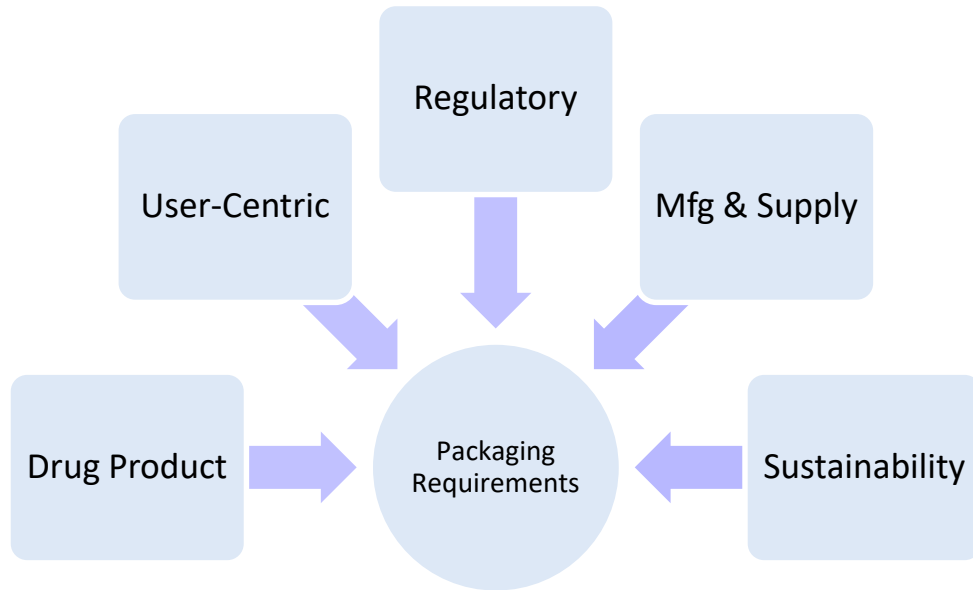 Regulatory
User-Centric
Mfg & Supply
Drug Product
Packaging
Requirements
Sustainability